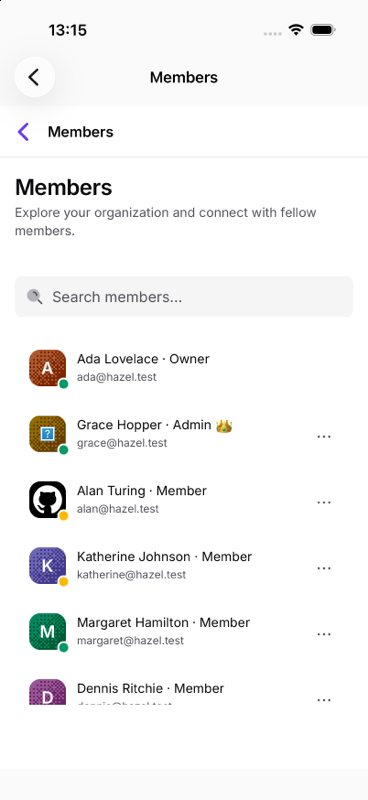 13:15
Members
Members
Members
Explore your organization and connect with fellow
members.
Search members...
A
Ada Lovelace · Owner
ada@hazel.test
Grace Hopper · Admin 👑
grace@hazel.test
...
Alan Turing · Member
alan@hazel.test
...
K
Katherine Johnson · Member
katherine@hazel.test
...
M
Margaret Hamilton · Member
margaret@hazel.test
...
D
Dennis Ritchie · Member
...